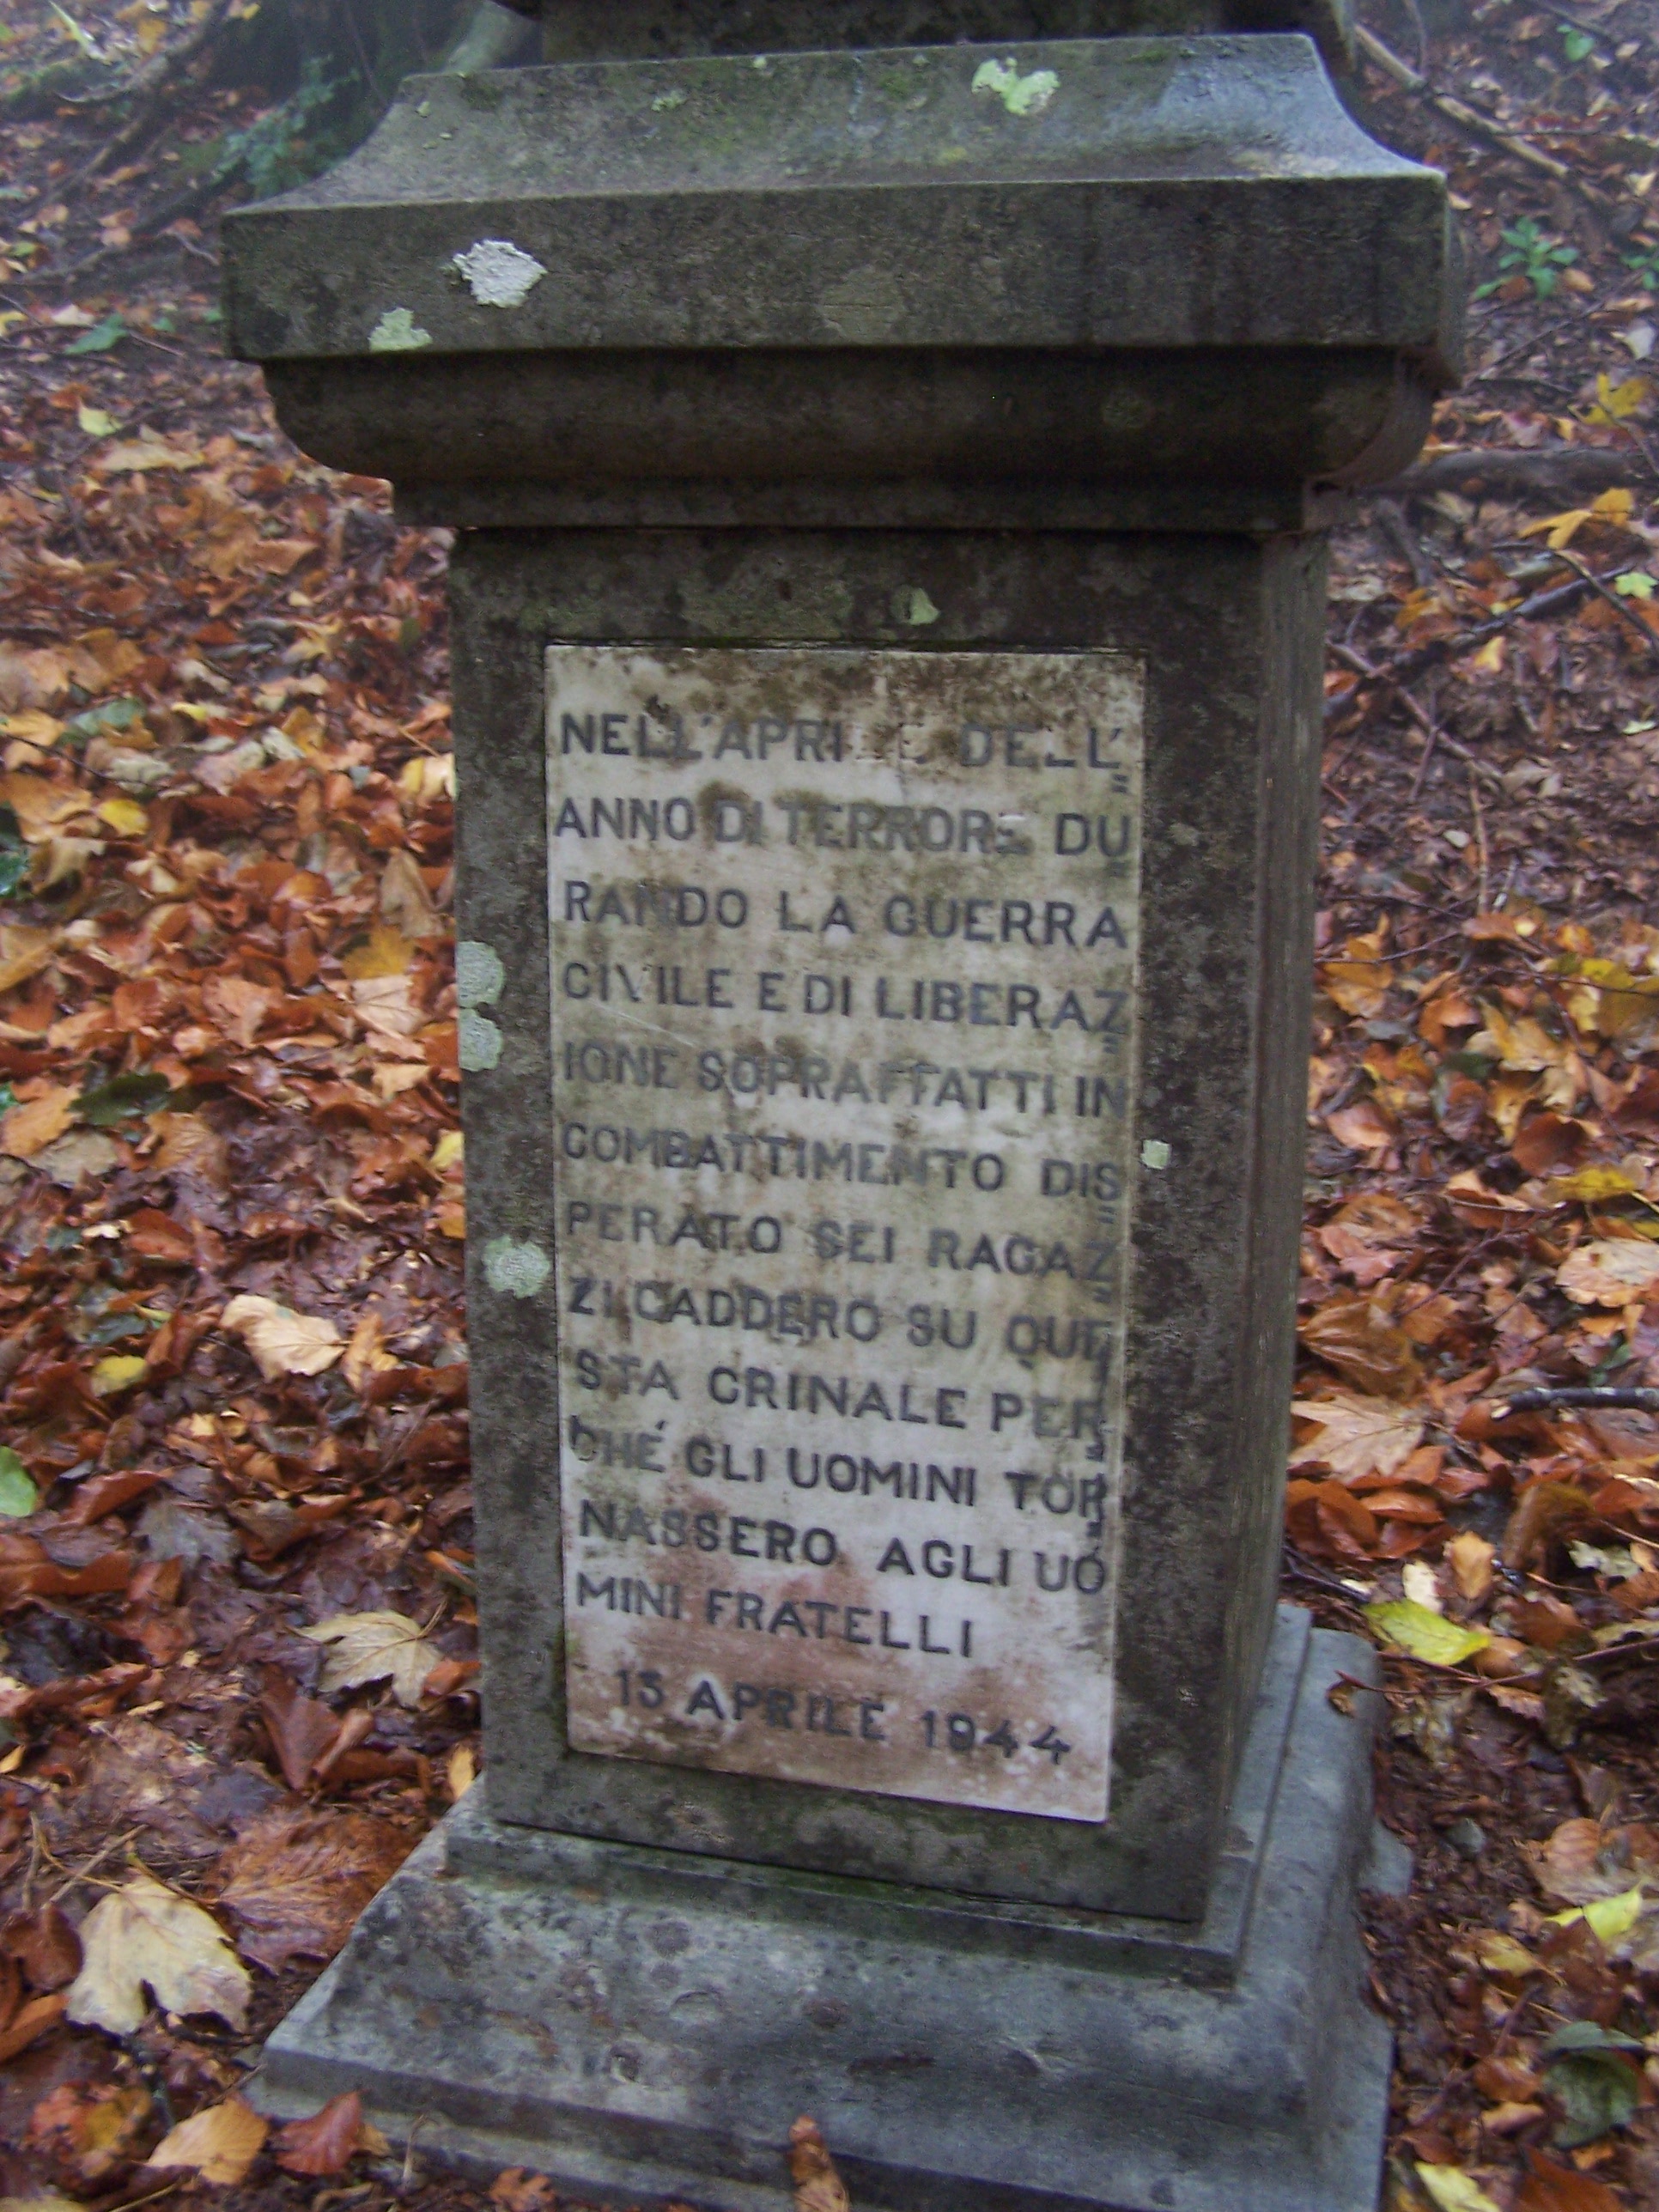 NELL'APRILE DELL'
ANNO DI TERRORE DU=
RANDO LA GUERRA
CIVILE E DI LIBERAZ=
IONE SOPRAFFATTI IN
COMBATTIMENTO DIS=
PERATO SEI RAGAZ=
ZI CADDERO SU QUE=
STA CRINALE PER=
CHÉ GLI UOMINI TOR=
NASSERO AGLI UO
MINI FRATELLI
13 APRILE 1944